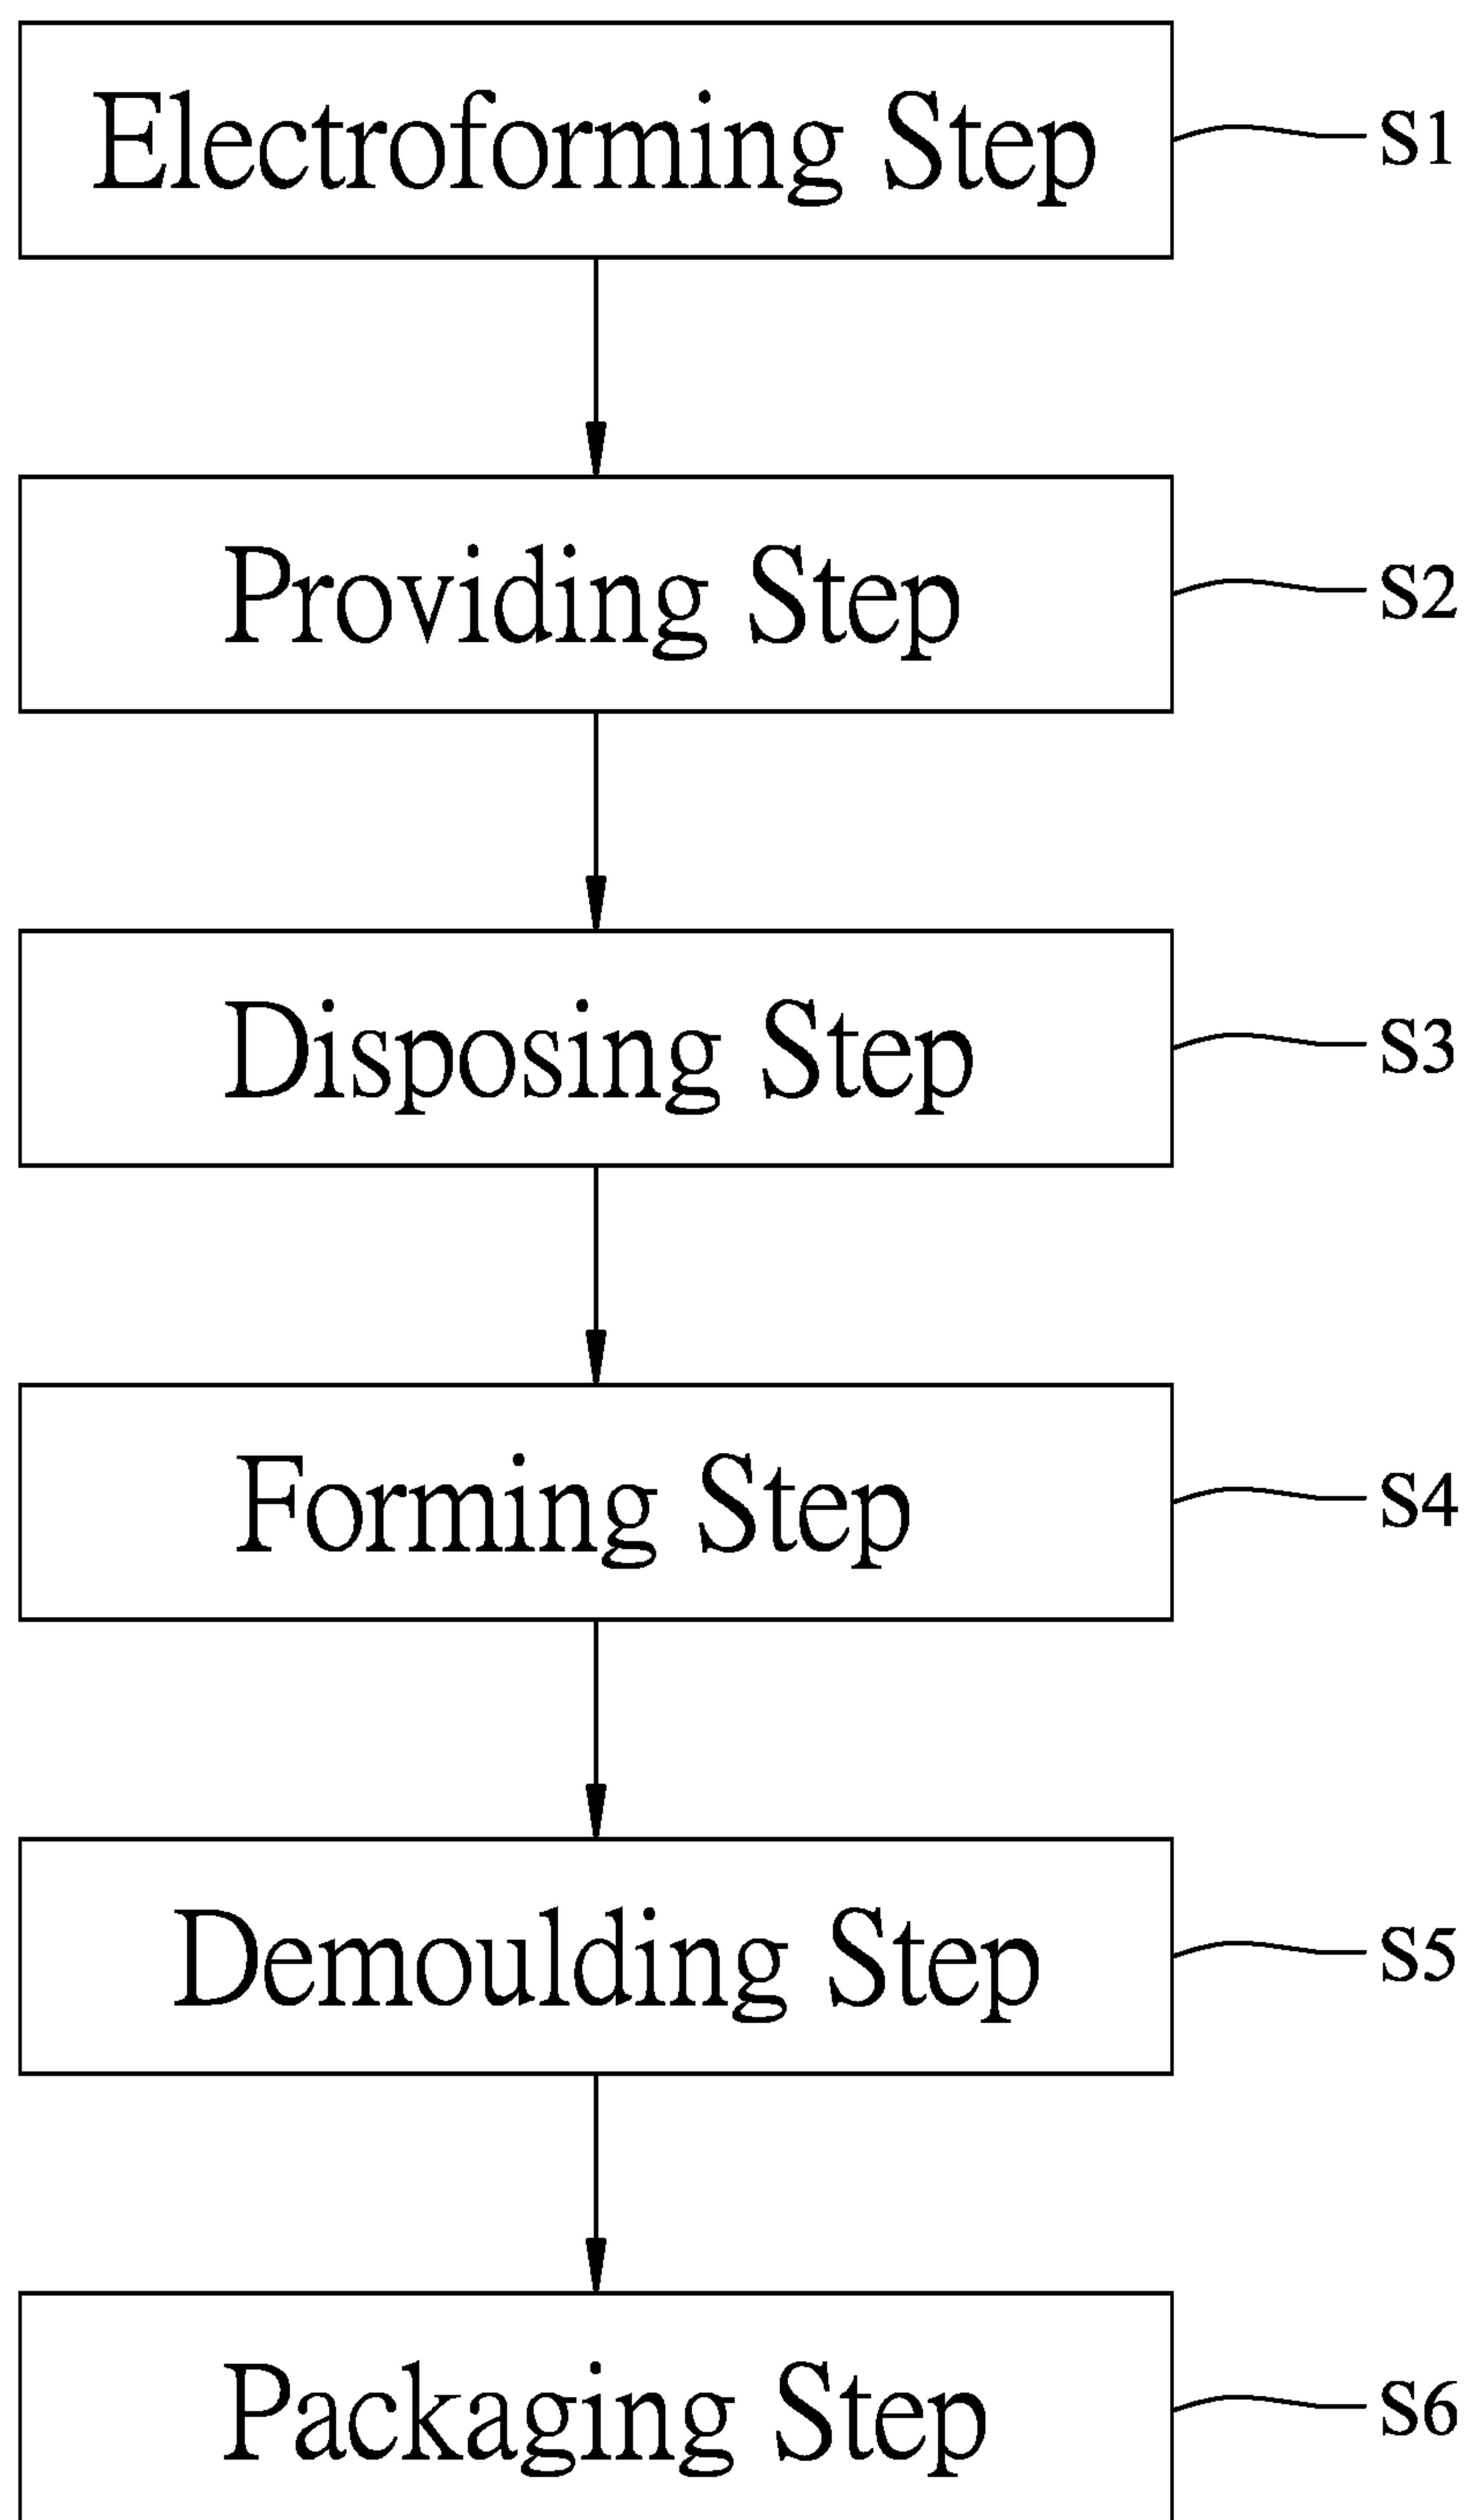 Electroforming Step S1
Providing Step S2
Disposing Step S3
Forming Step S4
Demoulding Step S5
Packaging Step S6